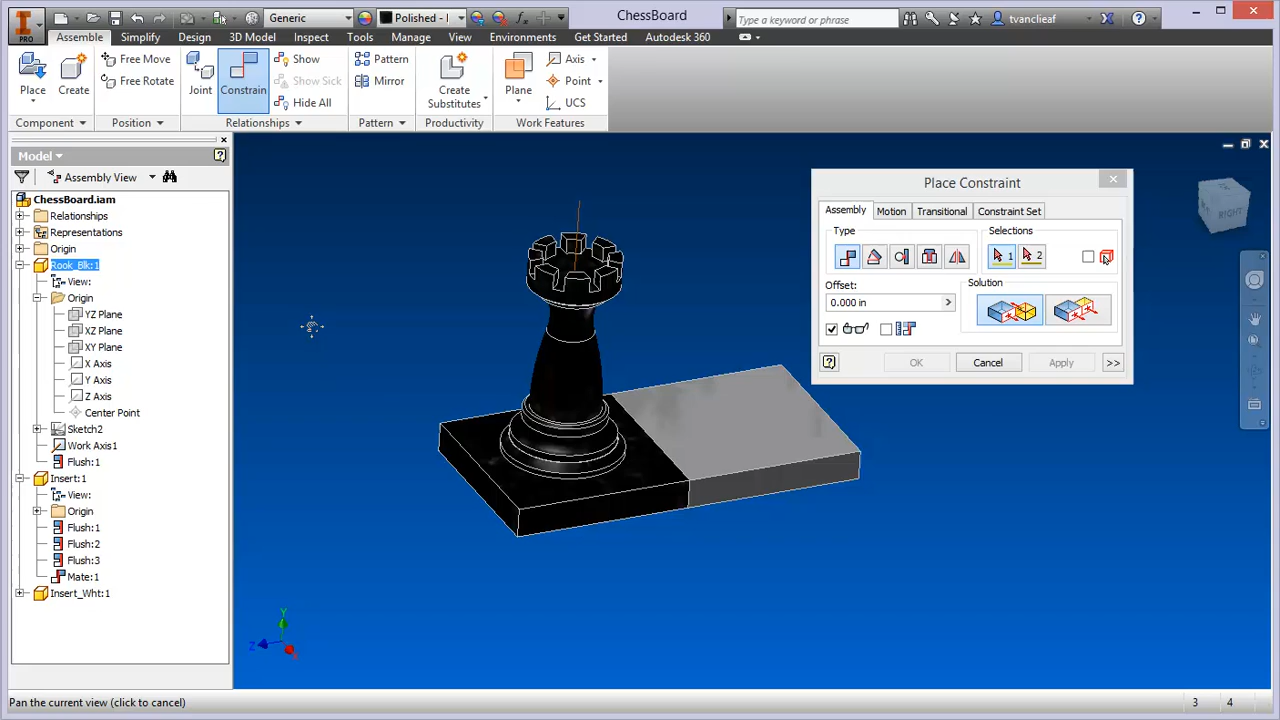 PRO
Generic
Polished - I
ChessBoard
Type a keyword or phrase
tvanclieaf
Assemble
Simplify
Design
3D Model
Inspect
Tools
Manage
View
Environments
Get Started
Autodesk 360
Place
Create
Free Move
Free Rotate
Joint
Constrain
Show
Show Sick
Hide All
Pattern
Mirror
Create
Substitutes
Plane
Axis
Point
UCS
Component
Position
Relationships
Pattern
Productivity
Work Features
Model
Assembly View
ChessBoard.iam
Relationships
Representations
Origin
Rook_Blk:1
View:
Origin
YZ Plane
XZ Plane
XY Plane
X Axis
Y Axis
Z Axis
Center Point
Sketch2
Work Axis1
Flush:1
Insert:1
View:
Origin
Flush:1
Flush:2
Flush:3
Mate:1
Insert_Wht:1
Place Constraint
Assembly
Motion
Transitional
Constraint Set
Type
Selections
1
2
Offset:
0.000 in
Solution
OK
Cancel
Apply
>>
RIGHT
Y
Z
Pan the current view (click to cancel)
3
4